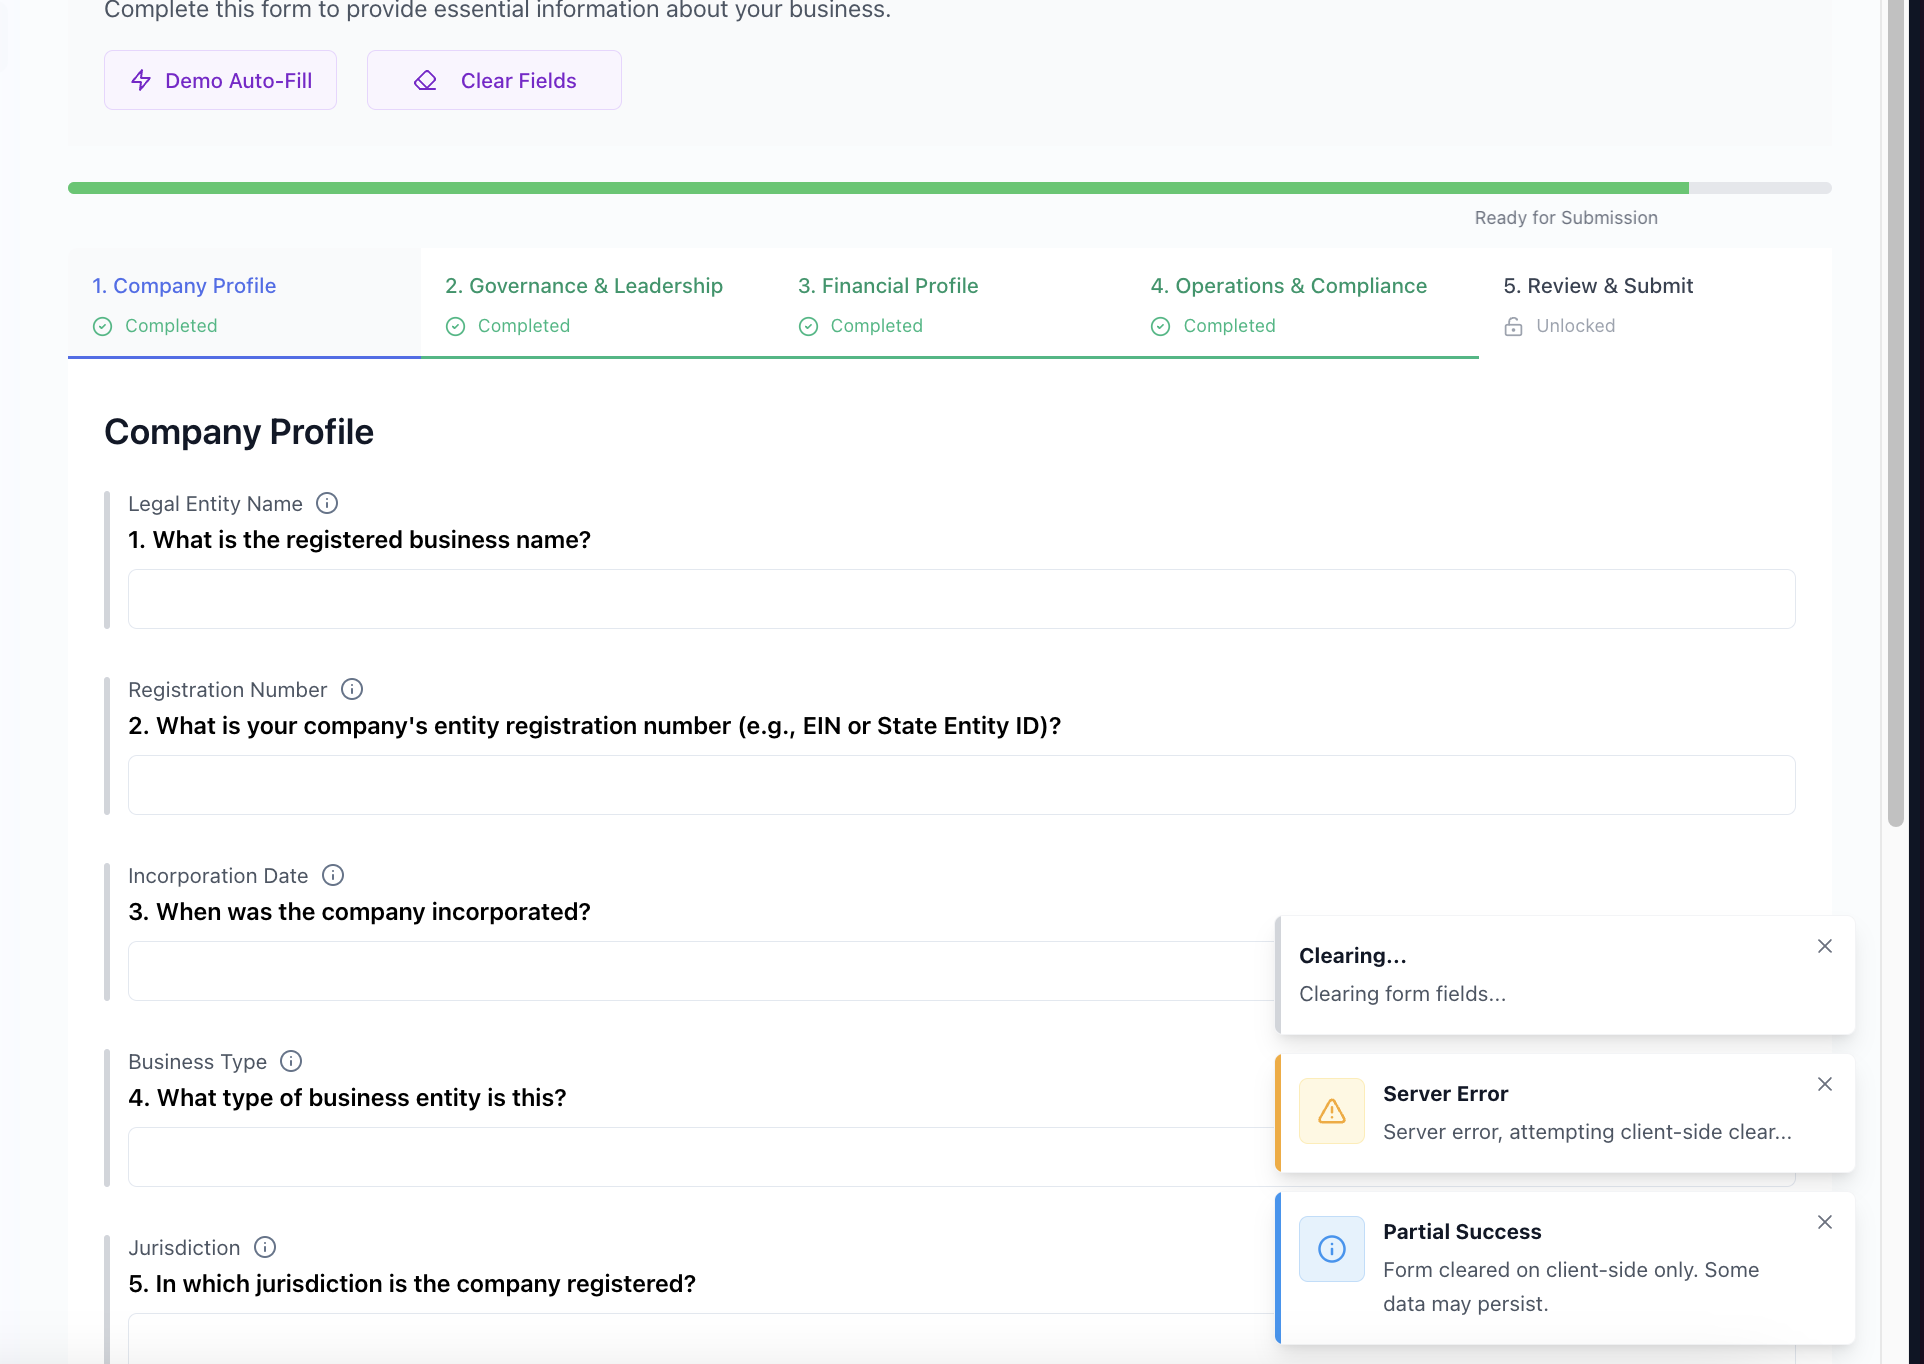 Complete this form to provide essential information about your business.
Demo Auto-Fill
Clear Fields
Ready for Submission
1. Company Profile
Completed
2. Governance & Leadership
Completed
3. Financial Profile
Completed
4. Operations & Compliance
Completed
5. Review & Submit
Unlocked
Company Profile
Legal Entity Name
1. What is the registered business name?
Registration Number
2. What is your company's entity registration number (e.g., EIN or State Entity ID)?
Incorporation Date
3. When was the company incorporated?
Business Type
4. What type of business entity is this?
Jurisdiction
5. In which jurisdiction is the company registered?
Clearing...
Clearing form fields...
Server Error
Server error, attempting client-side clear...
Partial Success
Form cleared on client-side only. Some
data may persist.